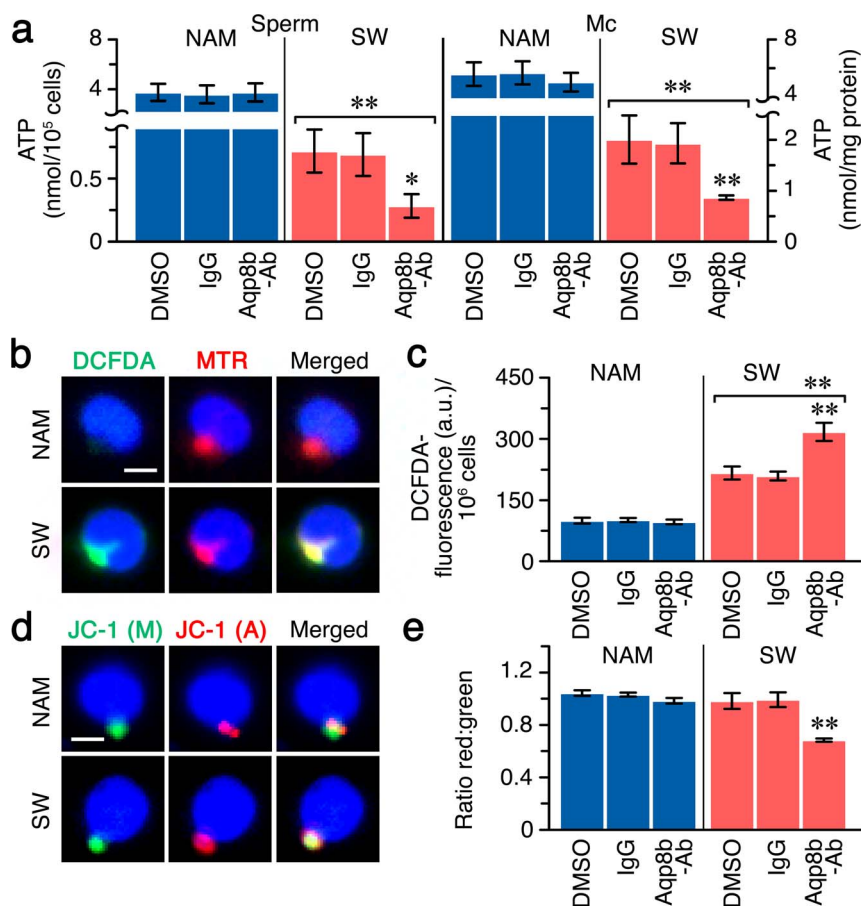 a
Sperm
Mc
NAM
SW
NAM
SW
8
4
0.5
0
ATP
(nmol/10⁵ cells)
**
*
**
**
8
4
2
1
0
ATP
(nmol/mg protein)
DMSO
IgG
Aqp8b
-Ab
DMSO
IgG
Aqp8b
-Ab
DMSO
IgG
Aqp8b
-Ab
DMSO
IgG
Aqp8b
-Ab
b
DCFDA
MTR
Merged
NAM
SW
c
NAM
SW
450
300
150
0
DCFDA-
fluorescence (a.u.)/
10⁶ cells
**
**
DMSO
IgG
Aqp8b
-Ab
DMSO
IgG
Aqp8b
-Ab
d
JC-1 (M)
JC-1 (A)
Merged
NAM
SW
e
NAM
SW
1.2
0.8
0.4
0
Ratio red:green
**
DMSO
IgG
Aqp8b
-Ab
DMSO
IgG
Aqp8b
-Ab